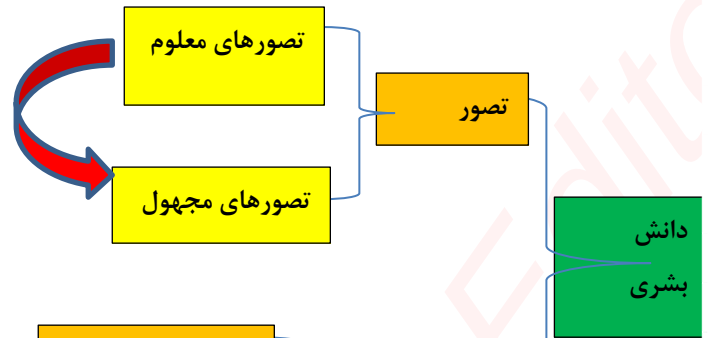 تصورهای معلوم
تصور
تصورهای مجهول
دانش
بشری